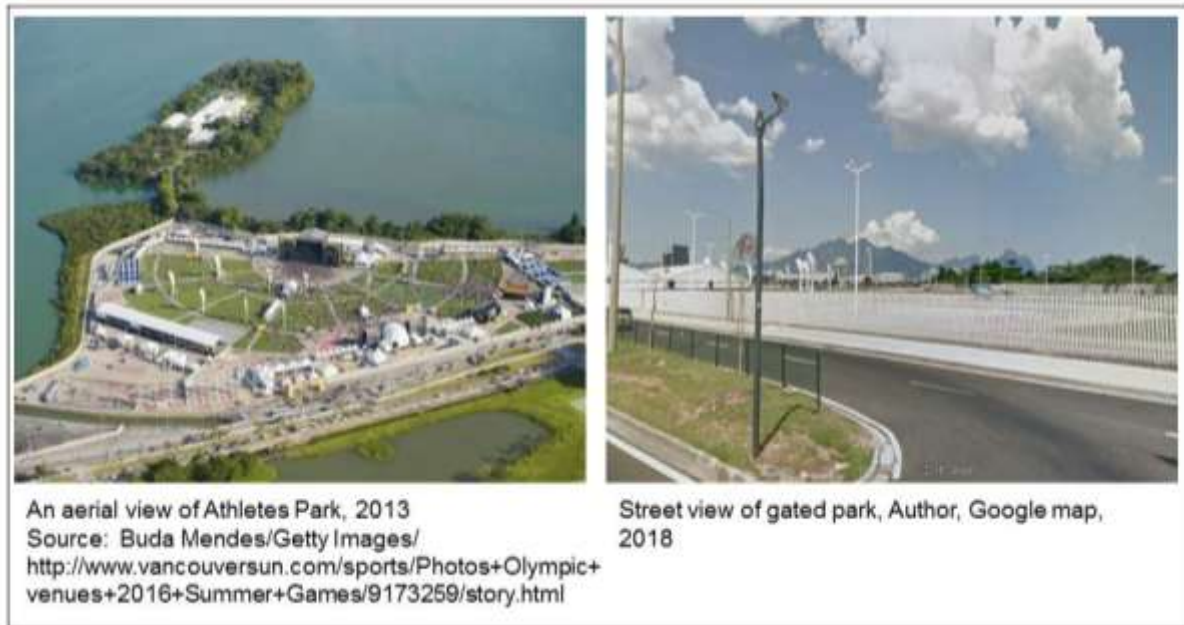 An aerial view of Athletes Park, 2013
Source: Buda Mendes/Getty Images/
http://www.vancouversun.com/sports/Photos+Olympic+
venues+2016+Summer+Games/9173259/story.html
Street view of gated park, Author, Google map,
2018